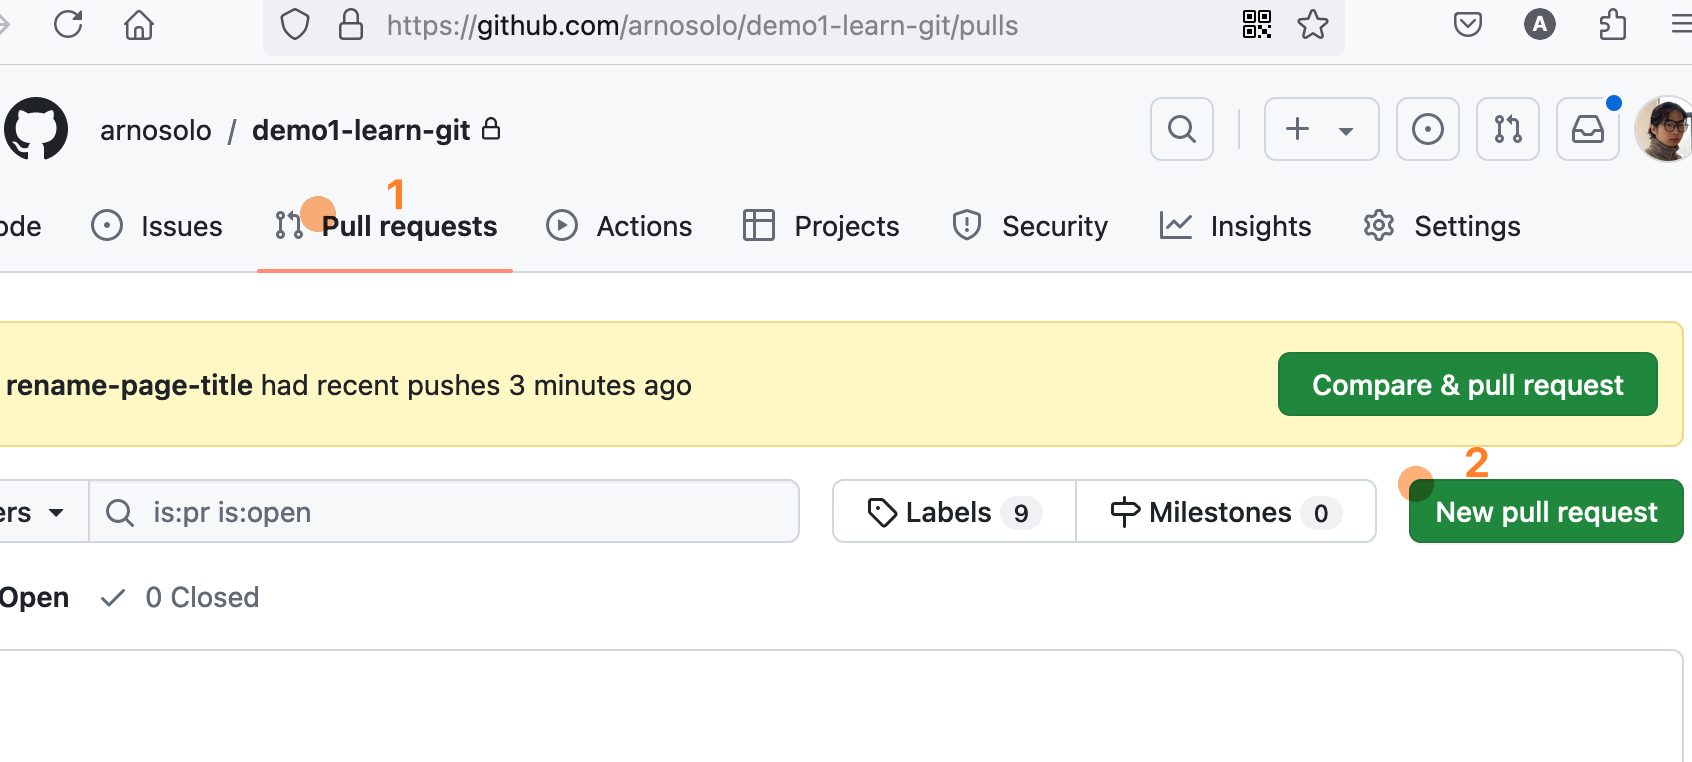 https://github.com/arnosolo/demo1-learn-git/pulls
A
arnosolo / demo1-learn-git
1
ode Issues Pull requests Actions Projects Security Insights Settings
rename-page-title had recent pushes 3 minutes ago Compare & pull request
2
ers is:pr is:open Labels 9 Milestones 0 New pull request
Open 0 Closed